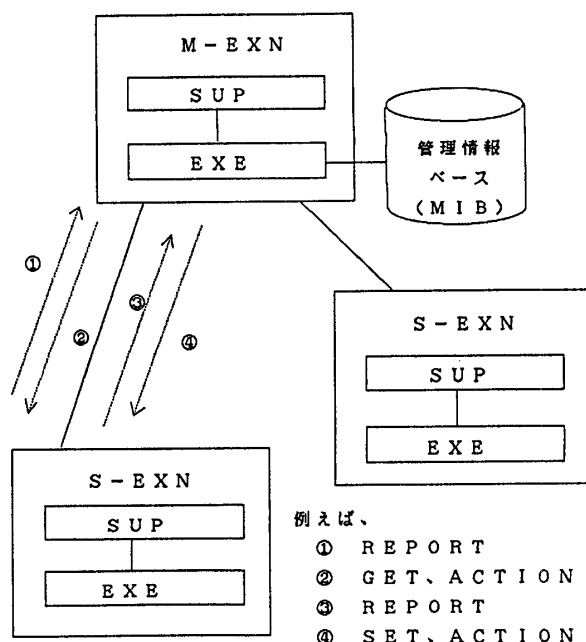 M-EXN
SUP
EXE
管理情報
ベース
(MIB)
①
②
③
④
S-EXN
SUP
EXE
S-EXN
SUP
EXE
例えば、
① REPORT
② GET、ACTION
③ REPORT
④ SET、ACTION